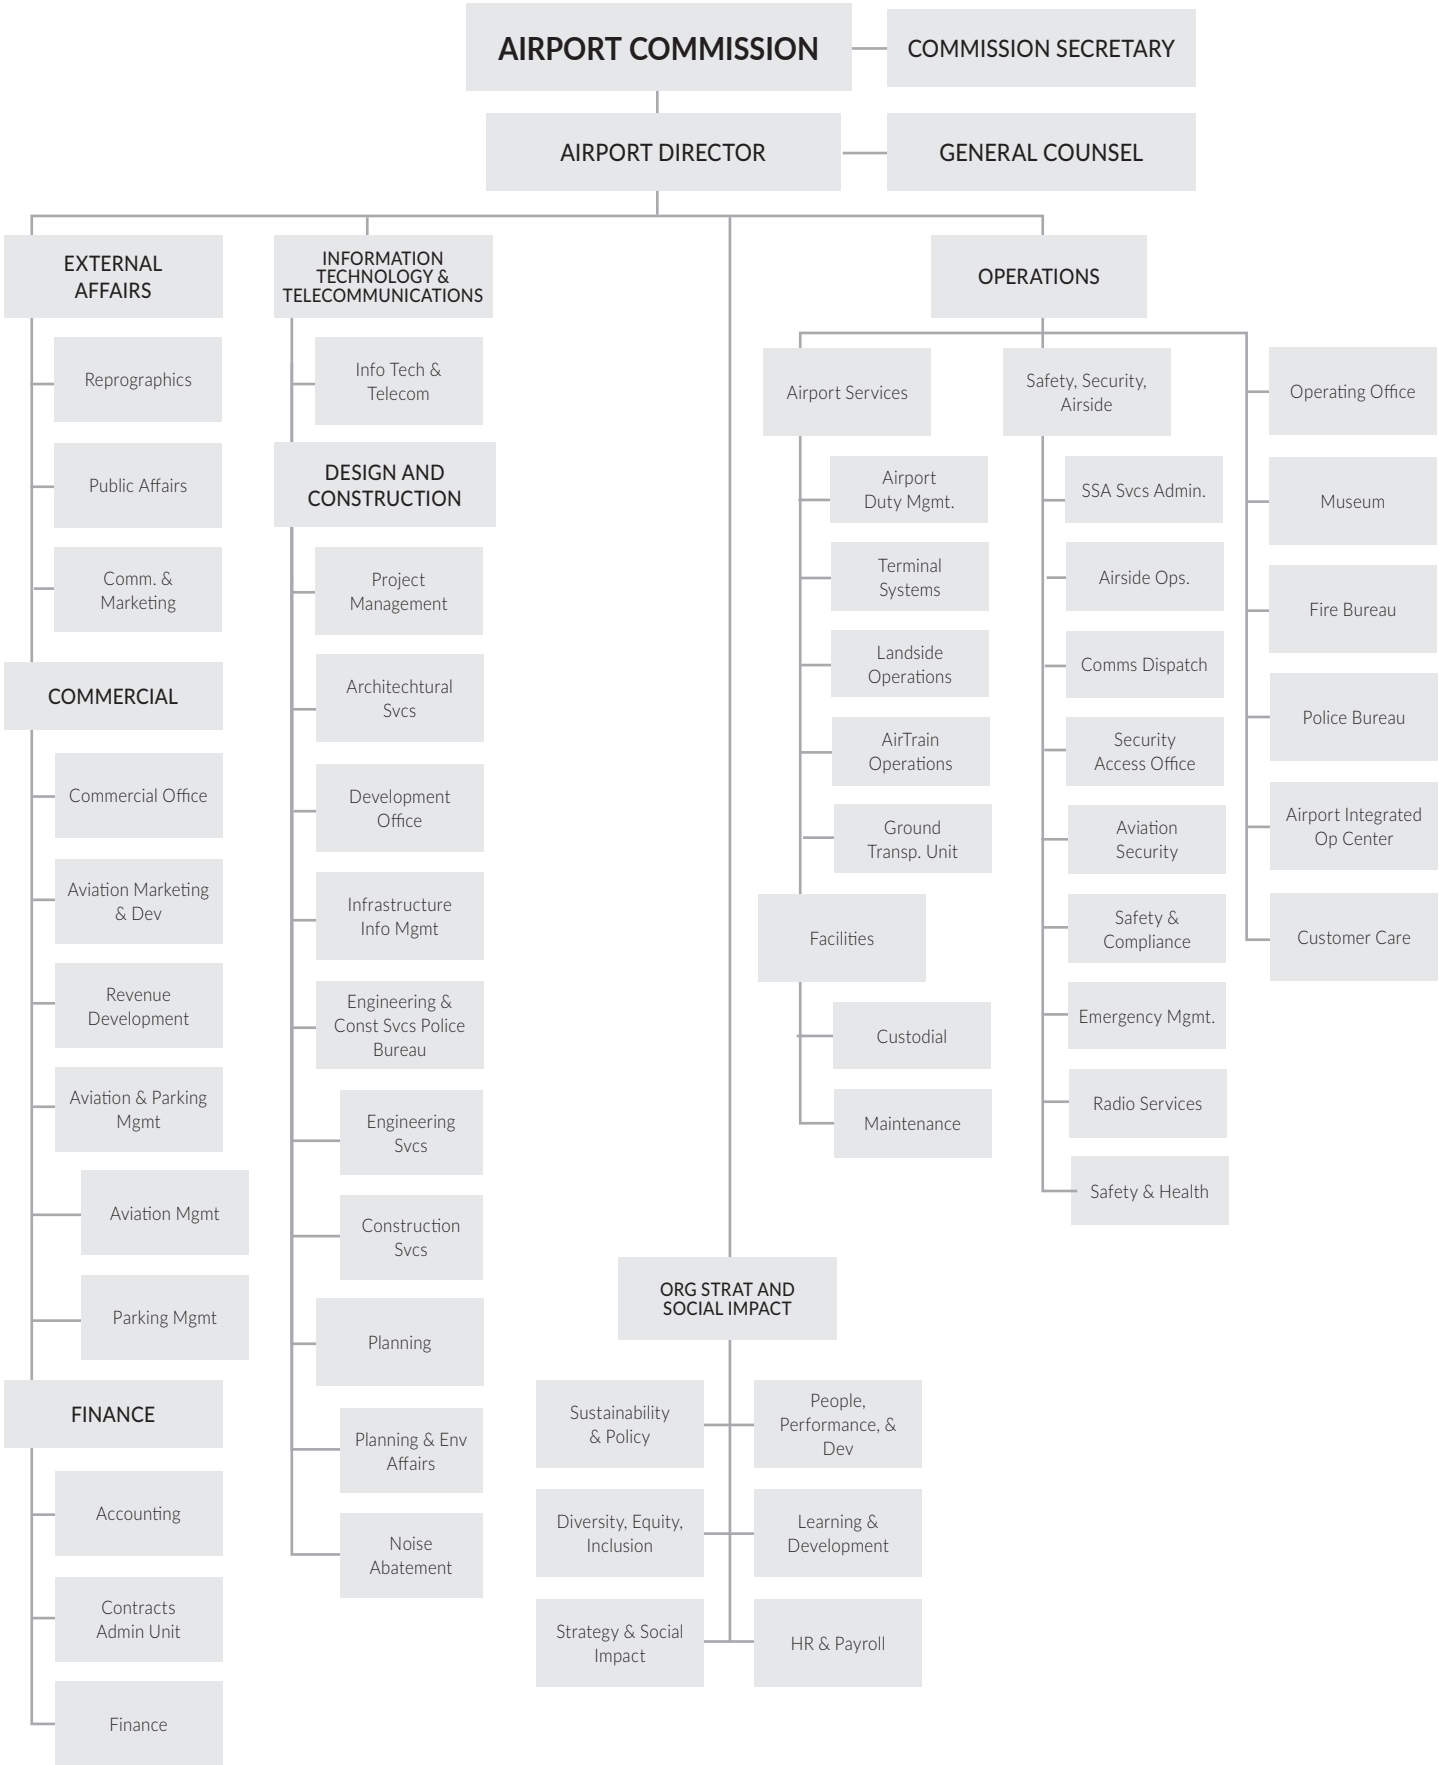 AIRPORT COMMISSION
COMMISSION SECRETARY
AIRPORT DIRECTOR
GENERAL COUNSEL
EXTERNAL
AFFAIRS
Reprographics
Public Affairs
Comm. &
Marketing
COMMERCIAL
Commercial Office
Aviation Marketing
& Dev
Revenue
Development
Aviation & Parking
Mgmt
Aviation Mgmt
Parking Mgmt
FINANCE
Accounting
Contracts
Admin Unit
Finance
INFORMATION
TECHNOLOGY &
TELECOMMUNICATIONS
Info Tech &
Telecom
DESIGN AND
CONSTRUCTION
Project
Management
Architechtural
Svcs
Development
Office
Infrastructure
Info Mgmt
Engineering &
Const Svcs Police
Bureau
Engineering
Svcs
Construction
Svcs
Planning
Planning & Env
Affairs
Noise
Abatement
ORG STRAT AND
SOCIAL IMPACT
Sustainability
& Policy
People,
Performance, &
Dev
Diversity, Equity,
Inclusion
Learning &
Development
Strategy & Social
Impact
HR & Payroll
OPERATIONS
Airport Services
Airport
Duty Mgmt.
Terminal
Systems
Landside
Operations
AirTrain
Operations
Ground
Transp. Unit
Facilities
Custodial
Maintenance
Safety, Security,
Airside
SSA Svcs Admin.
Airside Ops.
Comms Dispatch
Security
Access Office
Aviation
Security
Safety &
Compliance
Emergency Mgmt.
Radio Services
Safety & Health
Operating Office
Museum
Fire Bureau
Police Bureau
Airport Integrated
Op Center
Customer Care